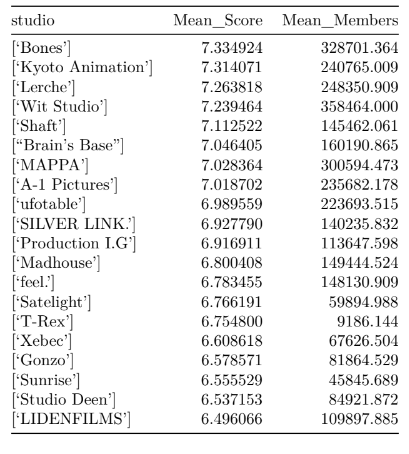 studio Mean_Score Mean_Members
[‘Bones’] 7.334924 328701.364
[‘Kyoto Animation’] 7.314071 240765.009
[‘Lerche’] 7.263818 248350.909
[‘Wit Studio’] 7.239464 358464.000
[‘Shaft’] 7.112522 145462.061
[“Brain’s Base”] 7.046405 160190.865
[‘MAPPA’] 7.028364 300594.473
[‘A-1 Pictures’] 7.018702 235682.178
[‘ufotable’] 6.989559 223693.515
[‘SILVER LINK.’] 6.927790 140235.832
[‘Production I.G’] 6.916911 113647.598
[‘Madhouse’] 6.800408 149444.524
[‘feel.’] 6.783455 148130.909
[‘Satelight’] 6.766191 59894.988
[‘T-Rex’] 6.754800 9186.144
[‘Xebec’] 6.608618 67626.504
[‘Gonzo’] 6.578571 81864.529
[‘Sunrise’] 6.555529 45845.689
[‘Studio Deen’] 6.537153 84921.872
[‘LIDENFILMS’] 6.496066 109897.885